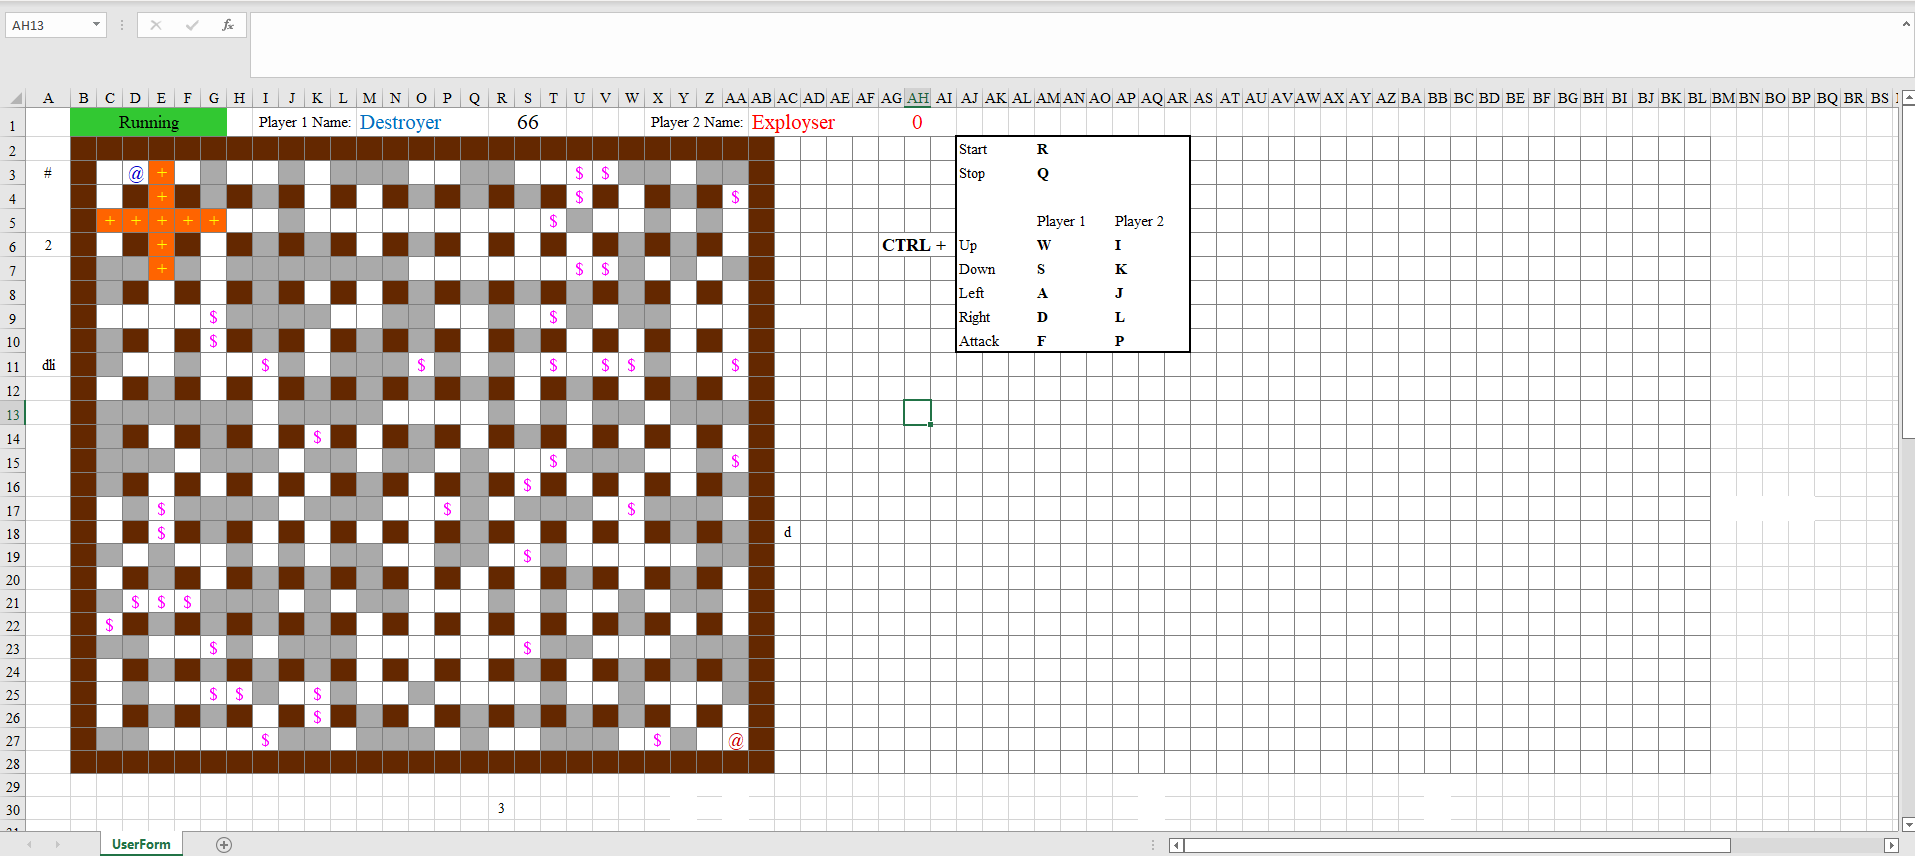 AH13 fx
A B C D E F G H I J K L M N O P Q R S T U V W X Y Z AA AB AC AD AE AF AG AH AI AJ AK AL AM AN AO AP AQ AR AS AT AU AV AW AX AY AZ BA BB BC BD BE BF BG BH BI BJ BK BL BM BN BO BP BQ BR BS
1 Running Player 1 Name: Destroyer 66 Player 2 Name: Exployser 0
2 Start R
3 # @ + $ $ Stop Q
4 + $ $
5 + + + + + $ Player 1 Player 2
6 2 + CTRL + Up W I
7 + $ $ Down S K
8 Left A J
9 $ $ Right D L
10 $ Attack F P
11 dli $ $ $ $ $ $
12
13
14 $
15 $ $
16 $
17 $ $ $
18 $ d
19 $
20
21 $ $ $
22 $
23 $ $
24
25 $ $ $
26 $
27 $ $ @
28
29
30 3
31
UserForm